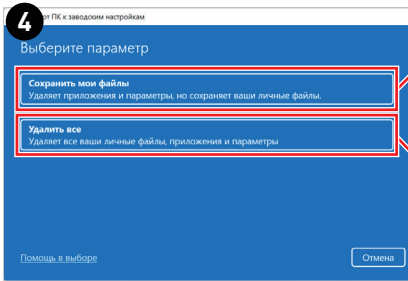 4
рт ПК к заводским настройкам
Выберите параметр
Сохранить мои файлы
Удаляет приложения и параметры, но сохраняет ваши личные файлы.
Удалить все
Удаляет все ваши личные файлы, приложения и параметры
Помощь в выборе
Отмена